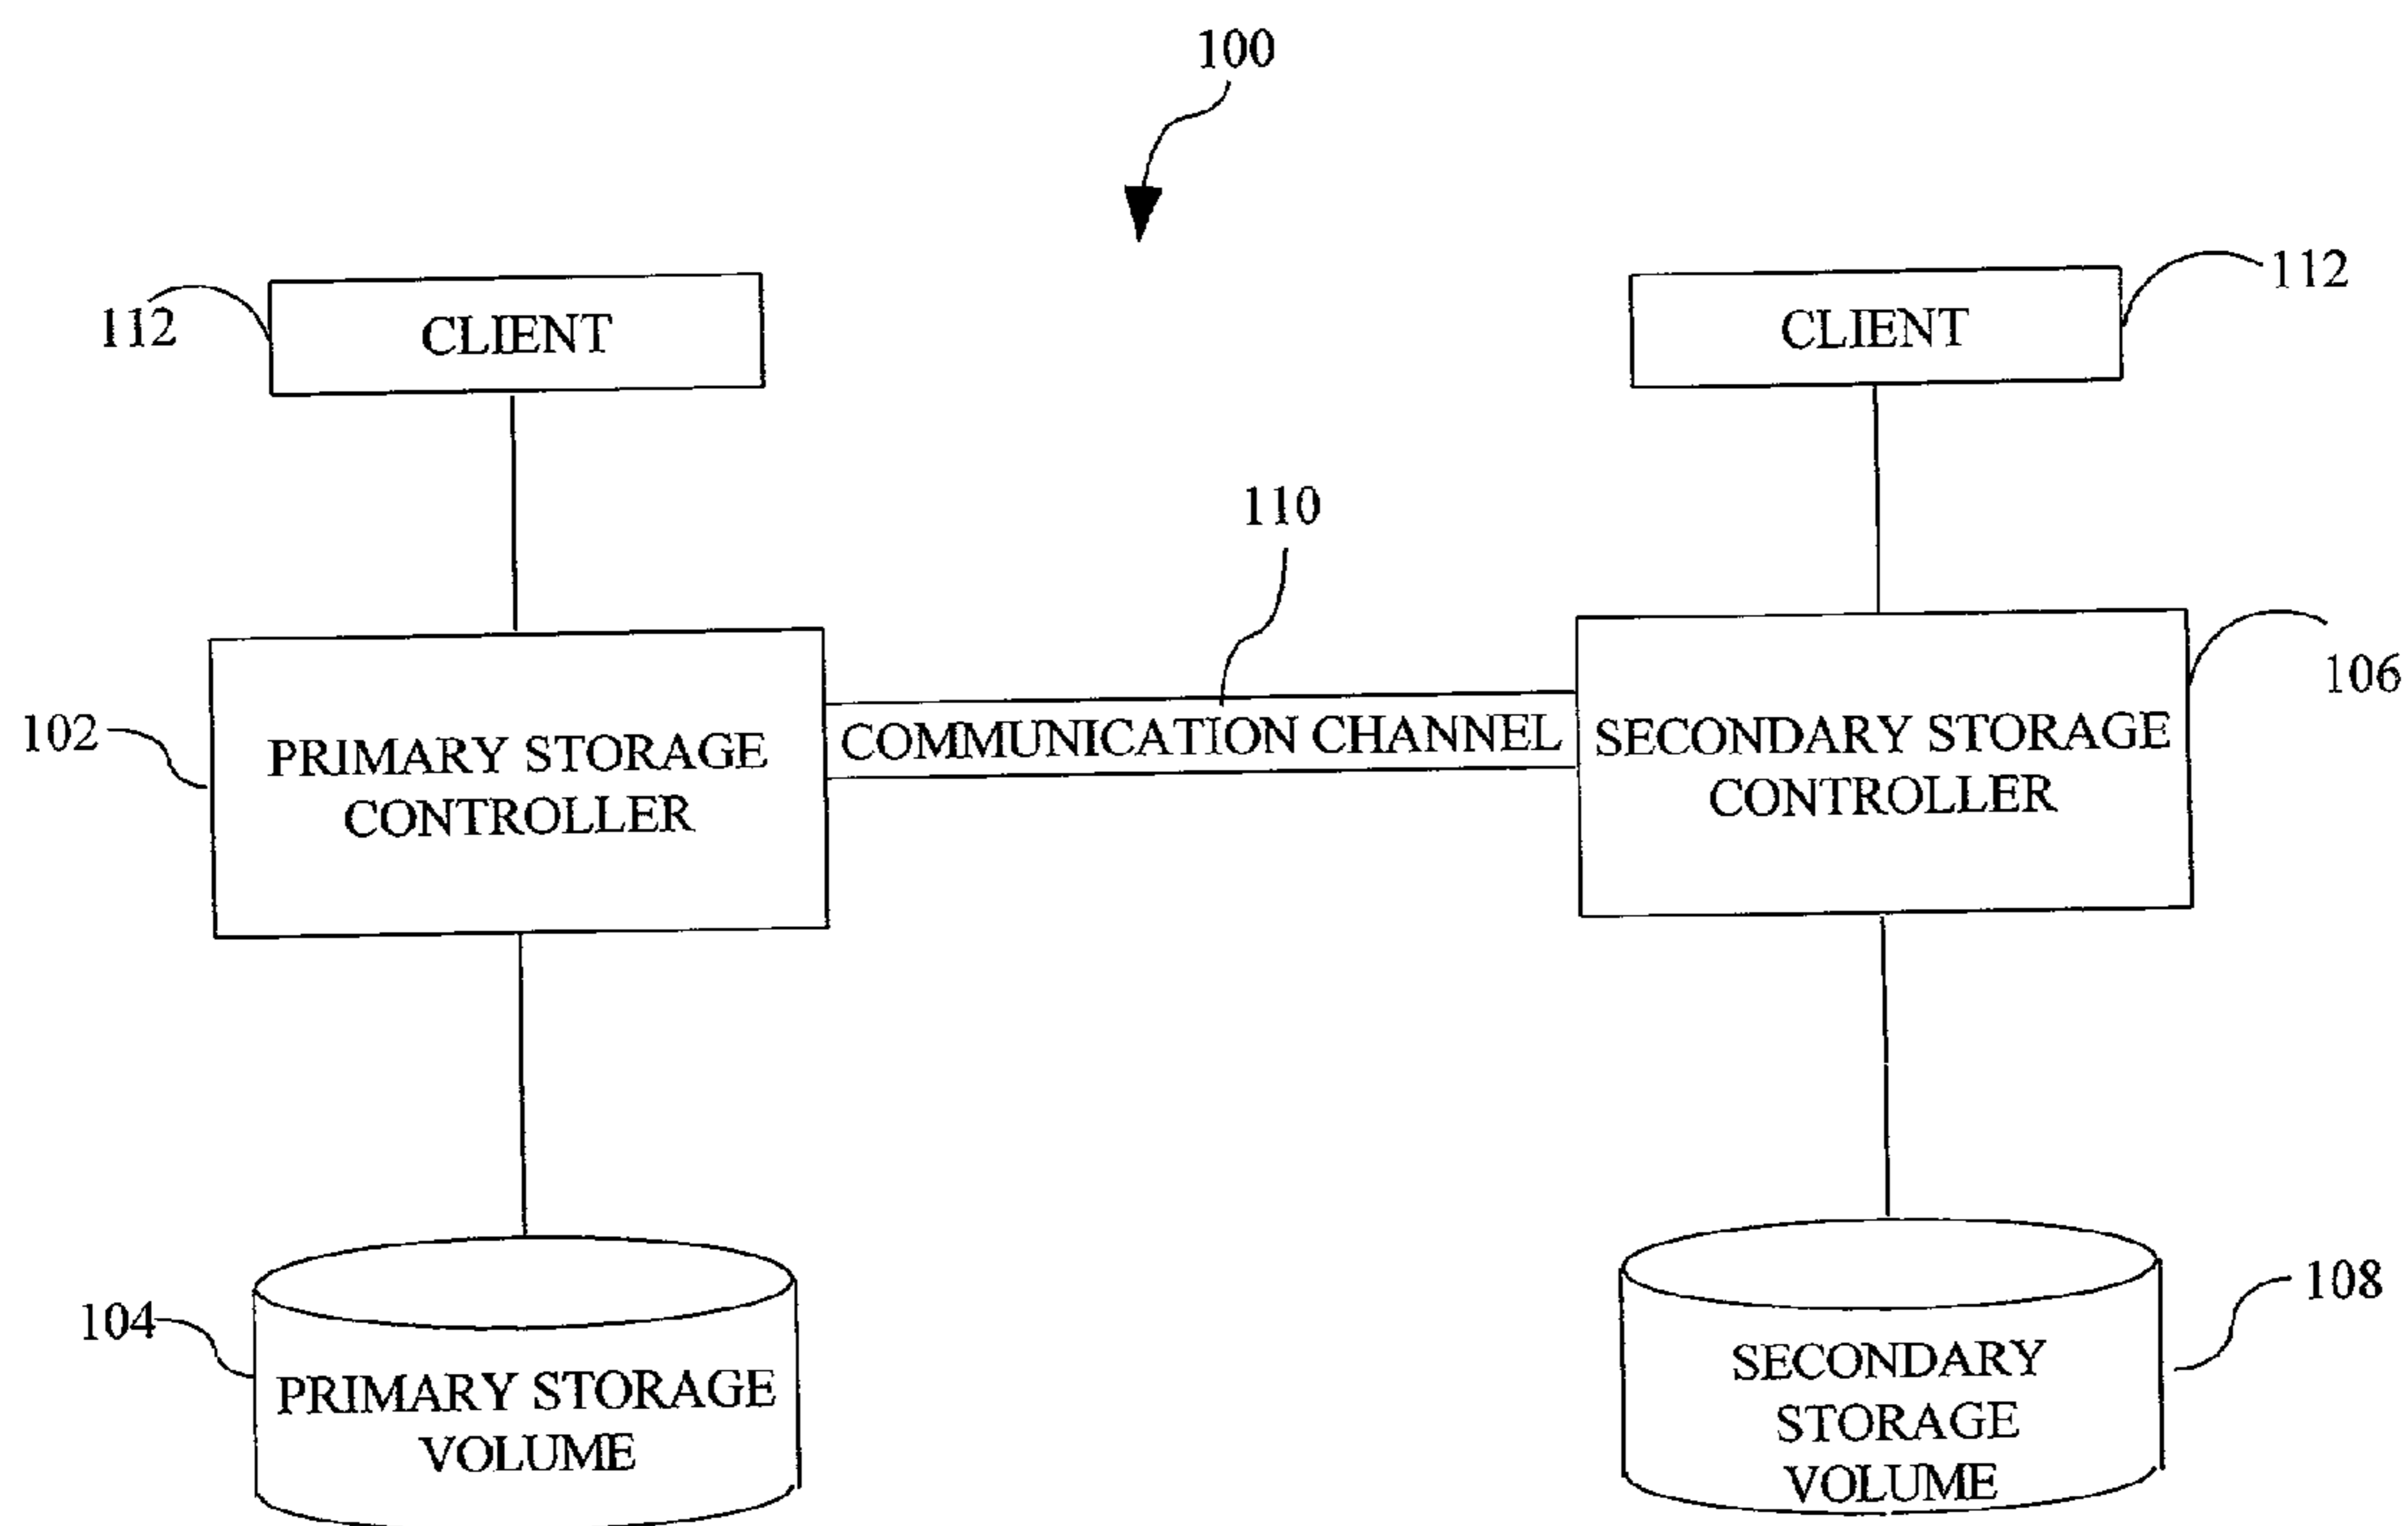 100
112
CLIENT
CLIENT
112
110
102
PRIMARY STORAGE
CONTROLLER
COMMUNICATION CHANNEL
SECONDARY STORAGE
CONTROLLER
106
104
PRIMARY STORAGE
VOLUME
SECONDARY
STORAGE
VOLUME
108